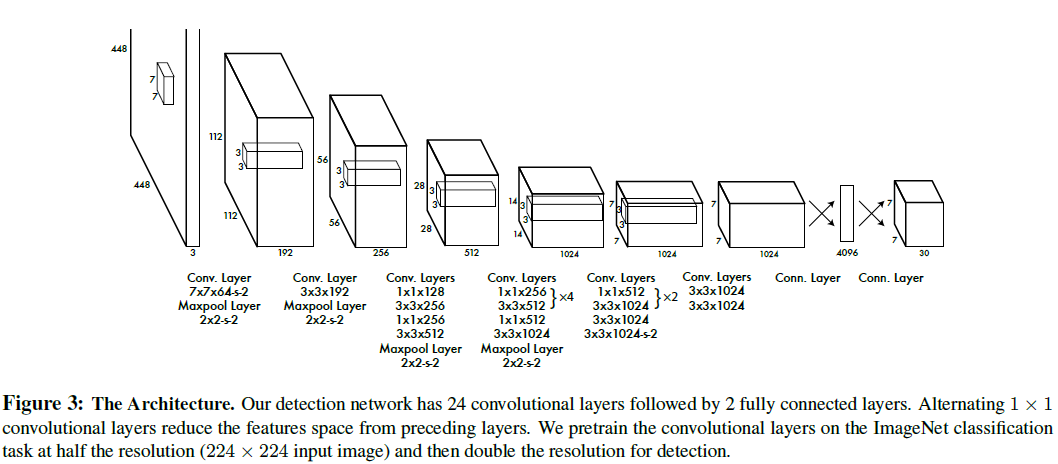 448
448
3
7
7
112
112
192
3
3
56
56
256
3
3
28
28
512
3
3
14
14
1024
3
3
7
7
1024
3
3
7
7
1024
4096
7
7
30
Conv. Layer
7x7x64-s-2
Maxpool Layer
2x2-s-2
Conv. Layer
3x3x192
Maxpool Layer
2x2-s-2
Conv. Layers
1x1x128
3x3x256
1x1x256
3x3x512
Maxpool Layer
2x2-s-2
Conv. Layers
1x1x256
3x3x512 }×4
1x1x512
3x3x1024
Maxpool Layer
2x2-s-2
Conv. Layers
1x1x512
3x3x1024 }×2
3x3x1024
3x3x1024-s-2
Conv. Layers
3x3x1024
3x3x1024
Conn. Layer
Conn. Layer
Figure 3: The Architecture. Our detection network has 24 convolutional layers followed by 2 fully connected layers. Alternating 1 × 1
convolutional layers reduce the features space from preceding layers. We pretrain the convolutional layers on the ImageNet classification
task at half the resolution (224 × 224 input image) and then double the resolution for detection.